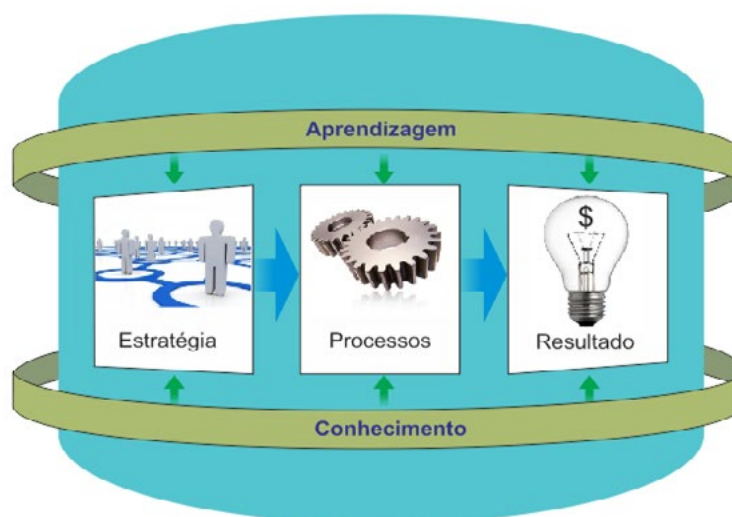 Aprendizagem
$
Estratégia
Processos
Resultado
Conhecimento